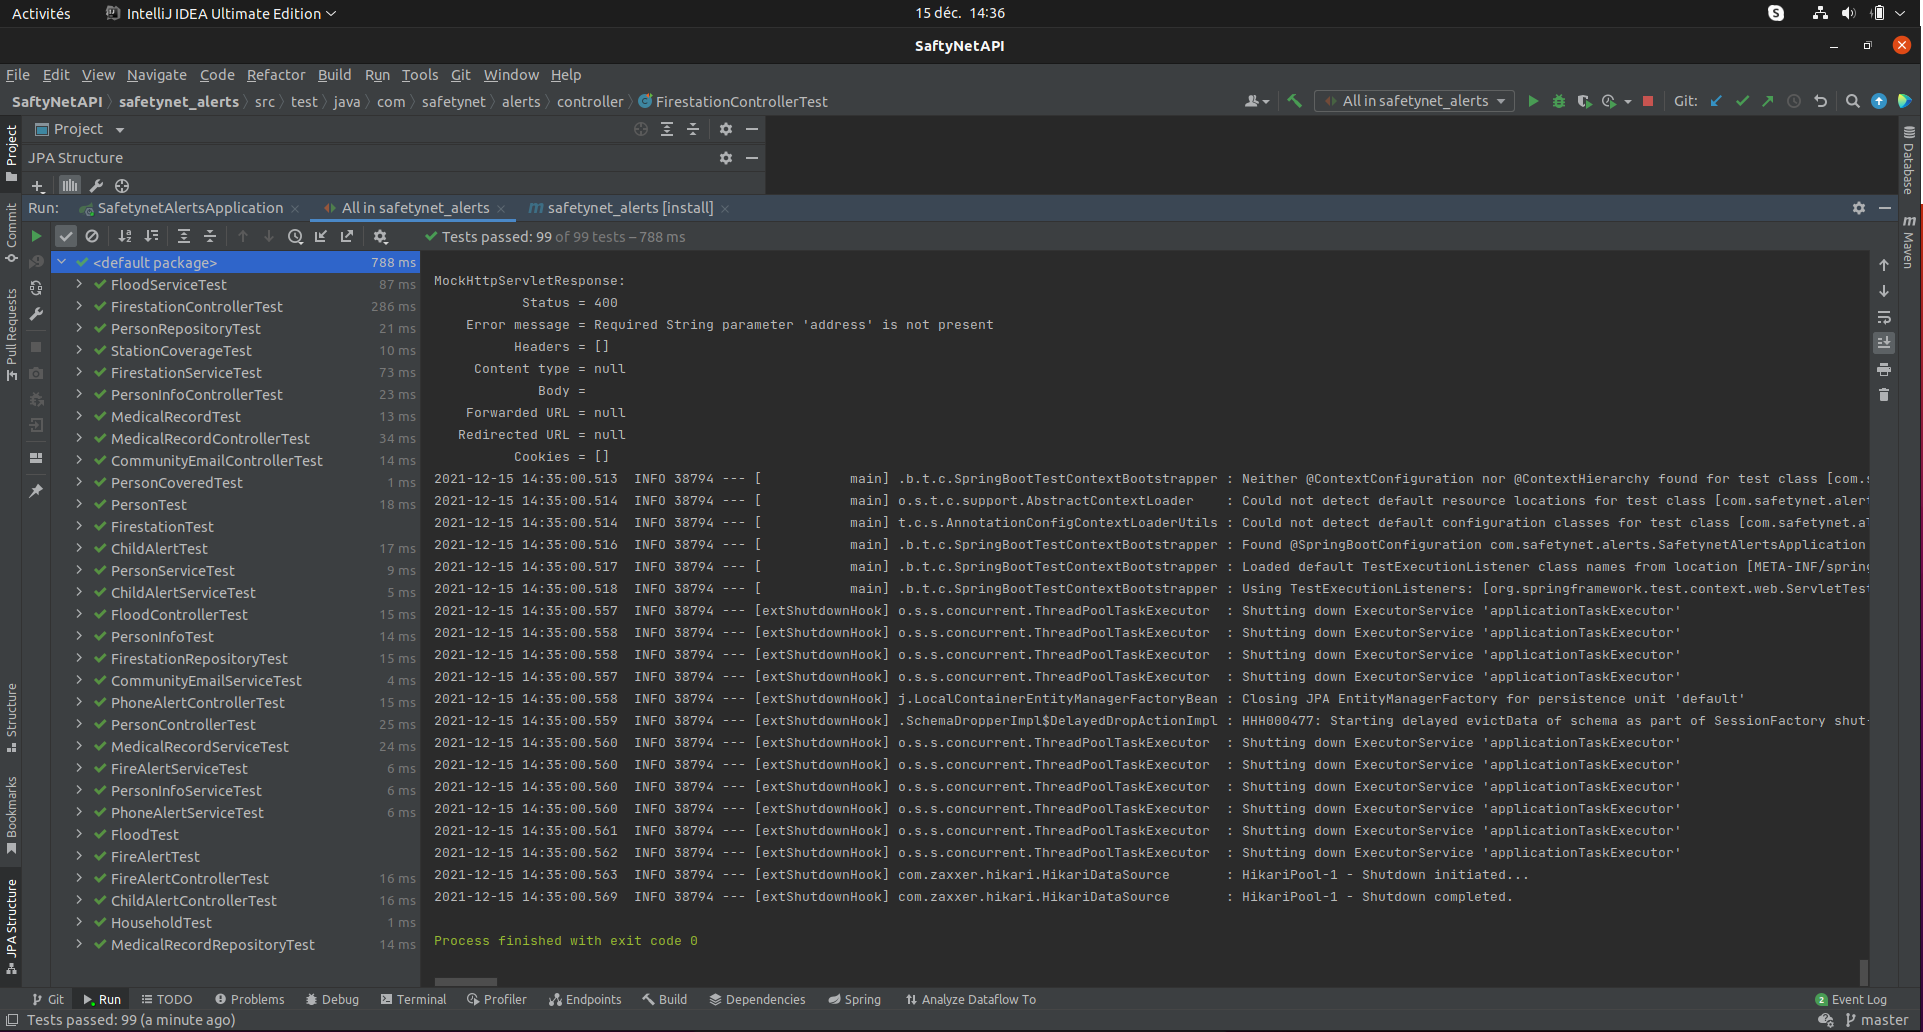 Activités
IntelliJ IDEA Ultimate Edition
15 déc. 14:36
SaftyNetAPI
File Edit View Navigate Code Refactor Build Run Tools Git Window Help
SaftyNetAPI safetynet_alerts src test java com safetynet alerts controller FirestationControllerTest
All in safetynet_alerts
Git:
Project
Project
JPA Structure
Database
Commit
Maven
Pull Requests
Structure
Bookmarks
JPA Structure
Run: SafetynetAlertsApplication All in safetynet_alerts safetynet_alerts [install]
Tests passed: 99 of 99 tests – 788 ms
<default package> 788 ms
FloodServiceTest 87 ms
FirestationControllerTest 286 ms
PersonRepositoryTest 21 ms
StationCoverageTest 10 ms
FirestationServiceTest 73 ms
PersonInfoControllerTest 23 ms
MedicalRecordTest 13 ms
MedicalRecordControllerTest 34 ms
CommunityEmailControllerTest 14 ms
PersonCoveredTest 1 ms
PersonTest 18 ms
FirestationTest
ChildAlertTest 17 ms
PersonServiceTest 9 ms
ChildAlertServiceTest 5 ms
FloodControllerTest 15 ms
PersonInfoTest 14 ms
FirestationRepositoryTest 15 ms
CommunityEmailServiceTest 4 ms
PhoneAlertControllerTest 15 ms
PersonControllerTest 25 ms
MedicalRecordServiceTest 24 ms
FireAlertServiceTest 6 ms
PersonInfoServiceTest 6 ms
PhoneAlertServiceTest 6 ms
FloodTest
FireAlertTest
FireAlertControllerTest 16 ms
ChildAlertControllerTest 16 ms
HouseholdTest 1 ms
MedicalRecordRepositoryTest 14 ms
MockHttpServletResponse:
Status = 400
Error message = Required String parameter 'address' is not present
Headers = []
Content type = null
Body =
Forwarded URL = null
Redirected URL = null
Cookies = []
2021-12-15 14:35:00.513  INFO 38794 --- [           main] .b.t.c.SpringBootTestContextBootstrapper : Neither @ContextConfiguration nor @ContextHierarchy found for test class [com.s
2021-12-15 14:35:00.514  INFO 38794 --- [           main] o.s.t.c.support.AbstractContextLoader    : Could not detect default resource locations for test class [com.safetynet.alert
2021-12-15 14:35:00.514  INFO 38794 --- [           main] t.c.s.AnnotationConfigContextLoaderUtils : Could not detect default configuration classes for test class [com.safetynet.al
2021-12-15 14:35:00.516  INFO 38794 --- [           main] .b.t.c.SpringBootTestContextBootstrapper : Found @SpringBootConfiguration com.safetynet.alerts.SafetynetAlertsApplication
2021-12-15 14:35:00.517  INFO 38794 --- [           main] .b.t.c.SpringBootTestContextBootstrapper : Loaded default TestExecutionListener class names from location [META-INF/spring
2021-12-15 14:35:00.518  INFO 38794 --- [           main] .b.t.c.SpringBootTestContextBootstrapper : Using TestExecutionListeners: [org.springframework.test.context.web.ServletTest
2021-12-15 14:35:00.557  INFO 38794 --- [extShutdownHook] o.s.s.concurrent.ThreadPoolTaskExecutor  : Shutting down ExecutorService 'applicationTaskExecutor'
2021-12-15 14:35:00.558  INFO 38794 --- [extShutdownHook] o.s.s.concurrent.ThreadPoolTaskExecutor  : Shutting down ExecutorService 'applicationTaskExecutor'
2021-12-15 14:35:00.558  INFO 38794 --- [extShutdownHook] o.s.s.concurrent.ThreadPoolTaskExecutor  : Shutting down ExecutorService 'applicationTaskExecutor'
2021-12-15 14:35:00.557  INFO 38794 --- [extShutdownHook] o.s.s.concurrent.ThreadPoolTaskExecutor  : Shutting down ExecutorService 'applicationTaskExecutor'
2021-12-15 14:35:00.558  INFO 38794 --- [extShutdownHook] j.LocalContainerEntityManagerFactoryBean : Closing JPA EntityManagerFactory for persistence unit 'default'
2021-12-15 14:35:00.559  INFO 38794 --- [extShutdownHook] .SchemaDropperImpl$DelayedDropActionImpl : HHH000477: Starting delayed evictData of schema as part of SessionFactory shut-
2021-12-15 14:35:00.560  INFO 38794 --- [extShutdownHook] o.s.s.concurrent.ThreadPoolTaskExecutor  : Shutting down ExecutorService 'applicationTaskExecutor'
2021-12-15 14:35:00.560  INFO 38794 --- [extShutdownHook] o.s.s.concurrent.ThreadPoolTaskExecutor  : Shutting down ExecutorService 'applicationTaskExecutor'
2021-12-15 14:35:00.560  INFO 38794 --- [extShutdownHook] o.s.s.concurrent.ThreadPoolTaskExecutor  : Shutting down ExecutorService 'applicationTaskExecutor'
2021-12-15 14:35:00.560  INFO 38794 --- [extShutdownHook] o.s.s.concurrent.ThreadPoolTaskExecutor  : Shutting down ExecutorService 'applicationTaskExecutor'
2021-12-15 14:35:00.561  INFO 38794 --- [extShutdownHook] o.s.s.concurrent.ThreadPoolTaskExecutor  : Shutting down ExecutorService 'applicationTaskExecutor'
2021-12-15 14:35:00.562  INFO 38794 --- [extShutdownHook] o.s.s.concurrent.ThreadPoolTaskExecutor  : Shutting down ExecutorService 'applicationTaskExecutor'
2021-12-15 14:35:00.563  INFO 38794 --- [extShutdownHook] com.zaxxer.hikari.HikariDataSource       : HikariPool-1 - Shutdown initiated...
2021-12-15 14:35:00.569  INFO 38794 --- [extShutdownHook] com.zaxxer.hikari.HikariDataSource       : HikariPool-1 - Shutdown completed.
Process finished with exit code 0
Git Run TODO Problems Debug Terminal Profiler Endpoints Build Dependencies Spring Analyze Dataflow To 2 Event Log
Tests passed: 99 (a minute ago) master